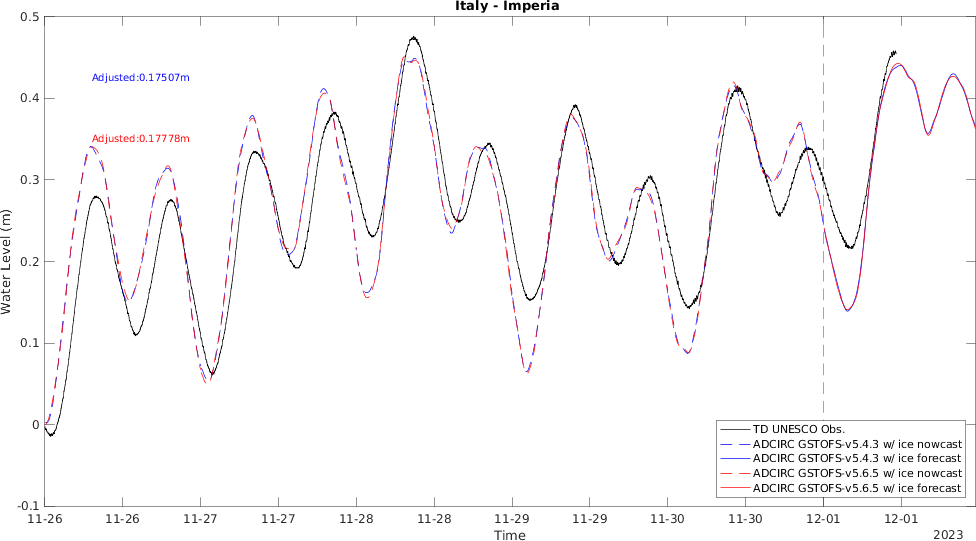 Italy - Imperia
0.5
0.4
0.3
0.2
0.1
0
-0.1
Water Level (m)
Adjusted:0.17507m
Adjusted:0.17778m
TD UNESCO Obs.
ADCIRC GSTOFS-v5.4.3 w/ ice nowcast
ADCIRC GSTOFS-v5.4.3 w/ ice forecast
ADCIRC GSTOFS-v5.6.5 w/ ice nowcast
ADCIRC GSTOFS-v5.6.5 w/ ice forecast
11-26 11-26 11-27 11-27 11-28 11-28 11-29 11-29 11-30 11-30 12-01 12-01
Time
2023